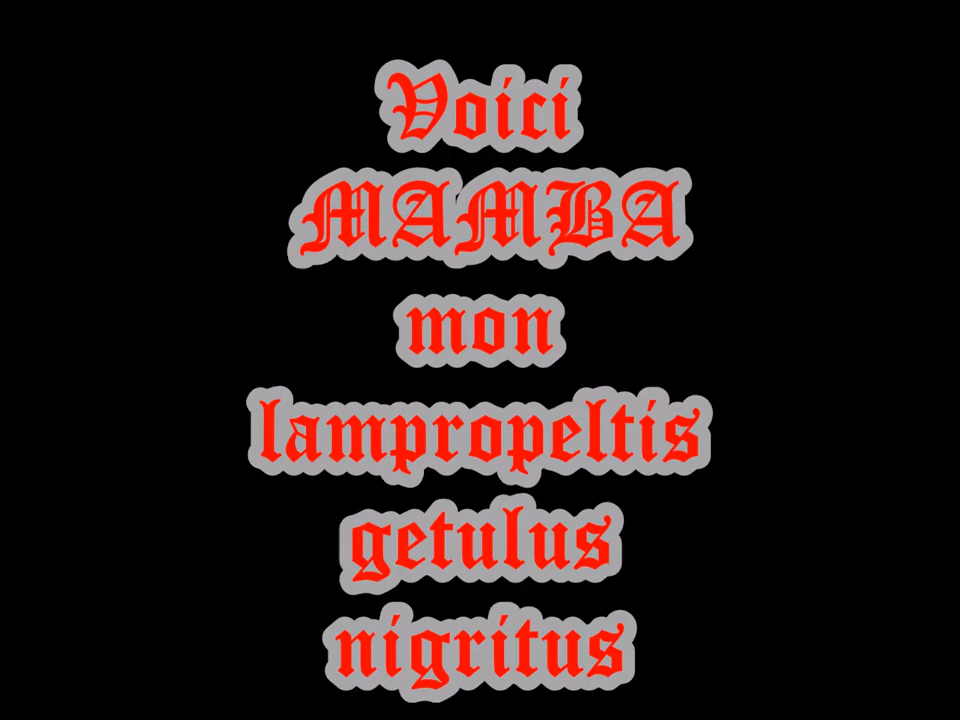 Voici
MAMBA
mon
lampropeltis
getulus
nigritus